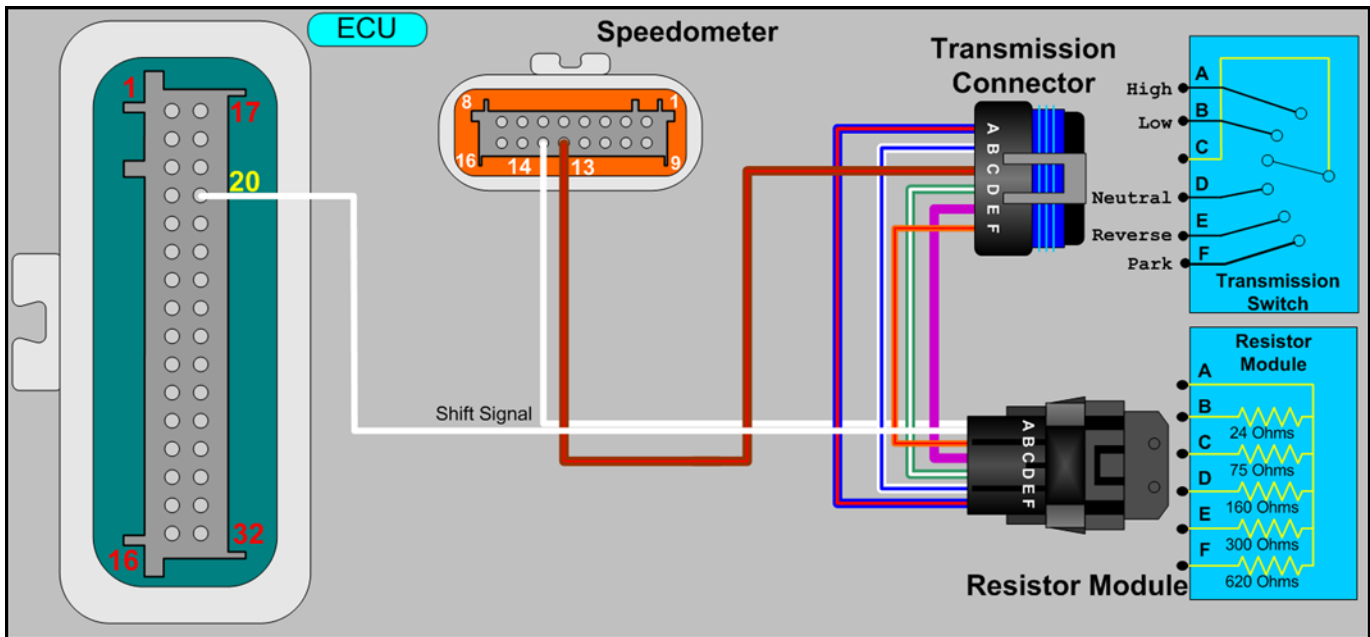 ECU
1
17
20
16
32
Speedometer
8
1
16
14
13
9
Transmission
Connector
A
B
C
D
E
F
High
Low
Neutral
Reverse
Park
A
B
C
D
E
F
Transmission
Switch
Shift Signal
A
B
C
D
E
F
Resistor Module
Resistor
Module
A
B
24 Ohms
C
75 Ohms
D
160 Ohms
E
300 Ohms
F
620 Ohms